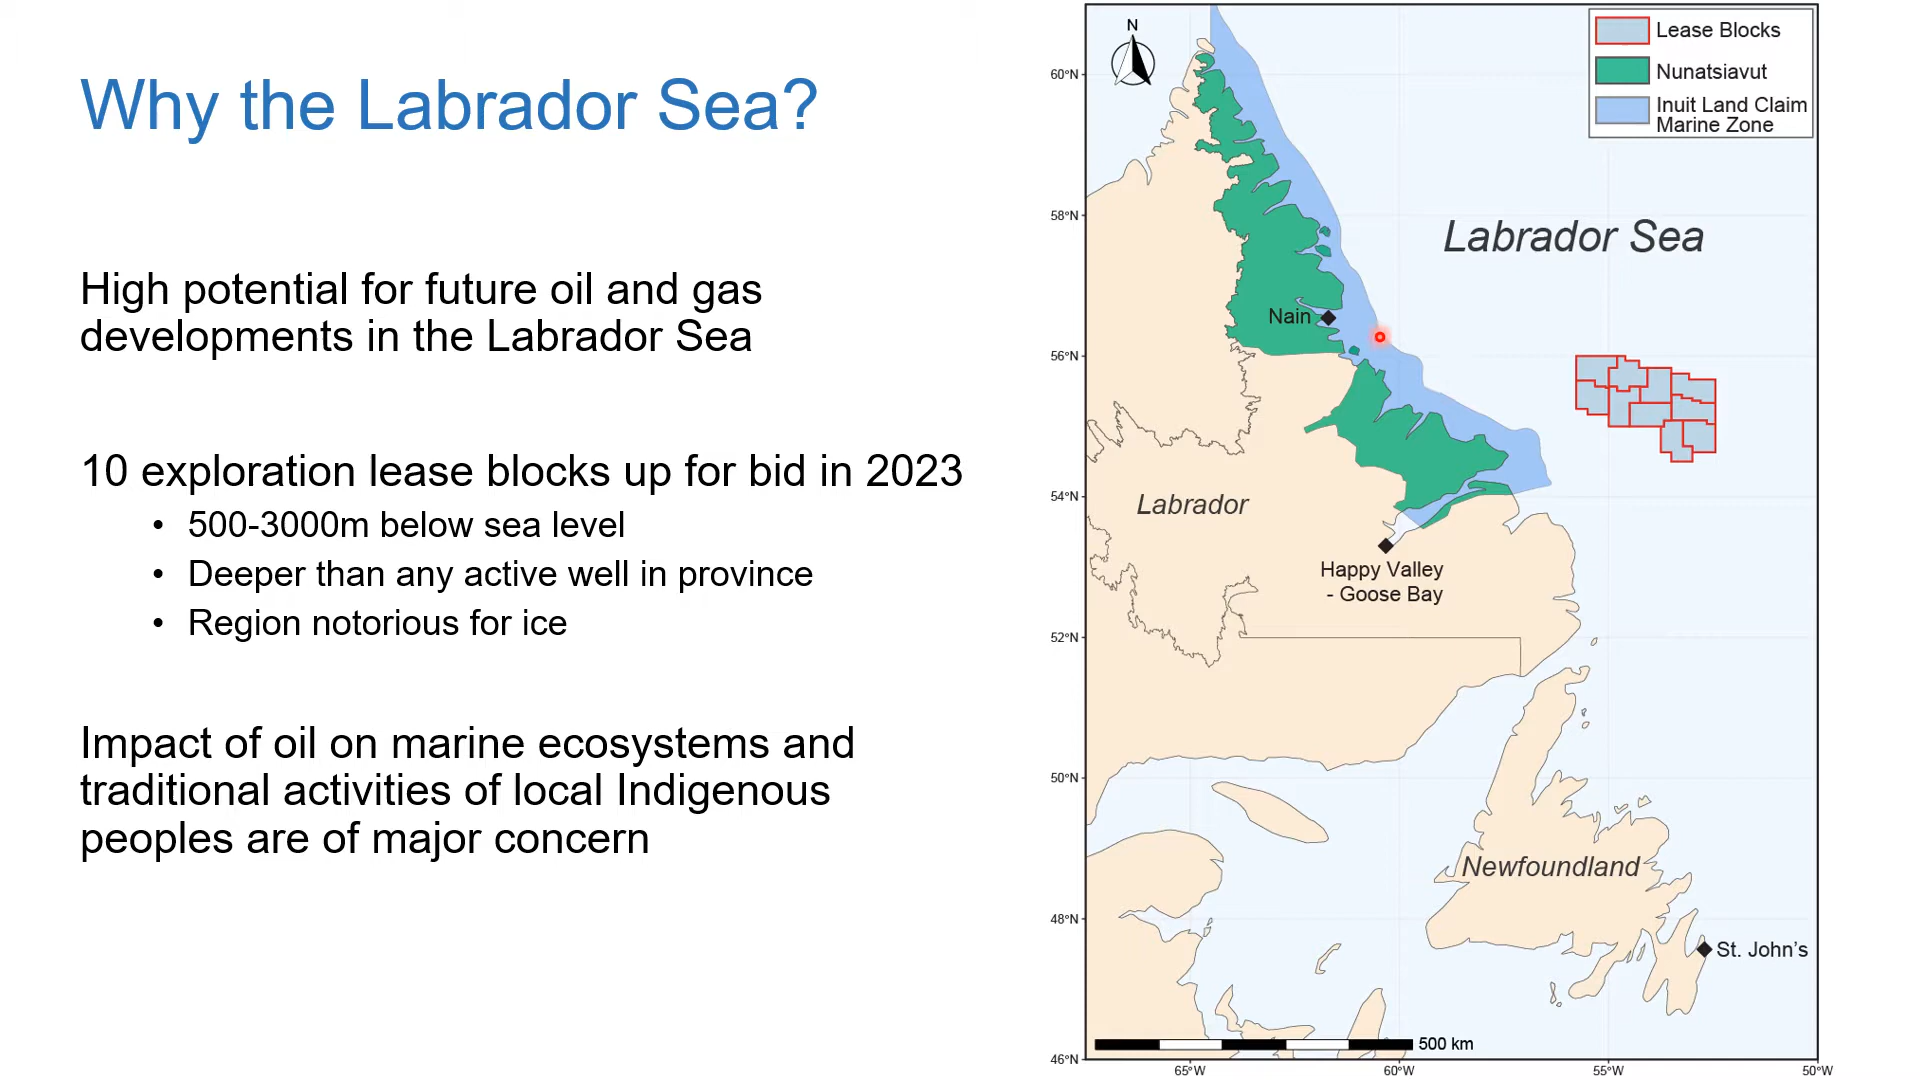 Why the Labrador Sea?
High potential for future oil and gas
developments in the Labrador Sea
10 exploration lease blocks up for bid in 2023
• 500-3000m below sea level
• Deeper than any active well in province
• Region notorious for ice
Impact of oil on marine ecosystems and
traditional activities of local Indigenous
peoples are of major concern
N
Lease Blocks
Nunatsiavut
Inuit Land Claim
Marine Zone
60°N
58°N
56°N
54°N
52°N
50°N
48°N
46°N
Labrador Sea
Nain
Labrador
Happy Valley
- Goose Bay
Newfoundland
St. John's
500 km
65°W
60°W
55°W
50°W